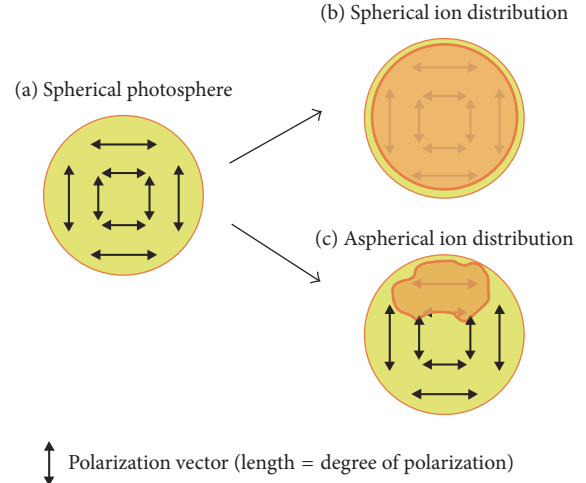 (b) Spherical ion distribution
(a) Spherical photosphere
(c) Aspherical ion distribution
Polarization vector (length = degree of polarization)